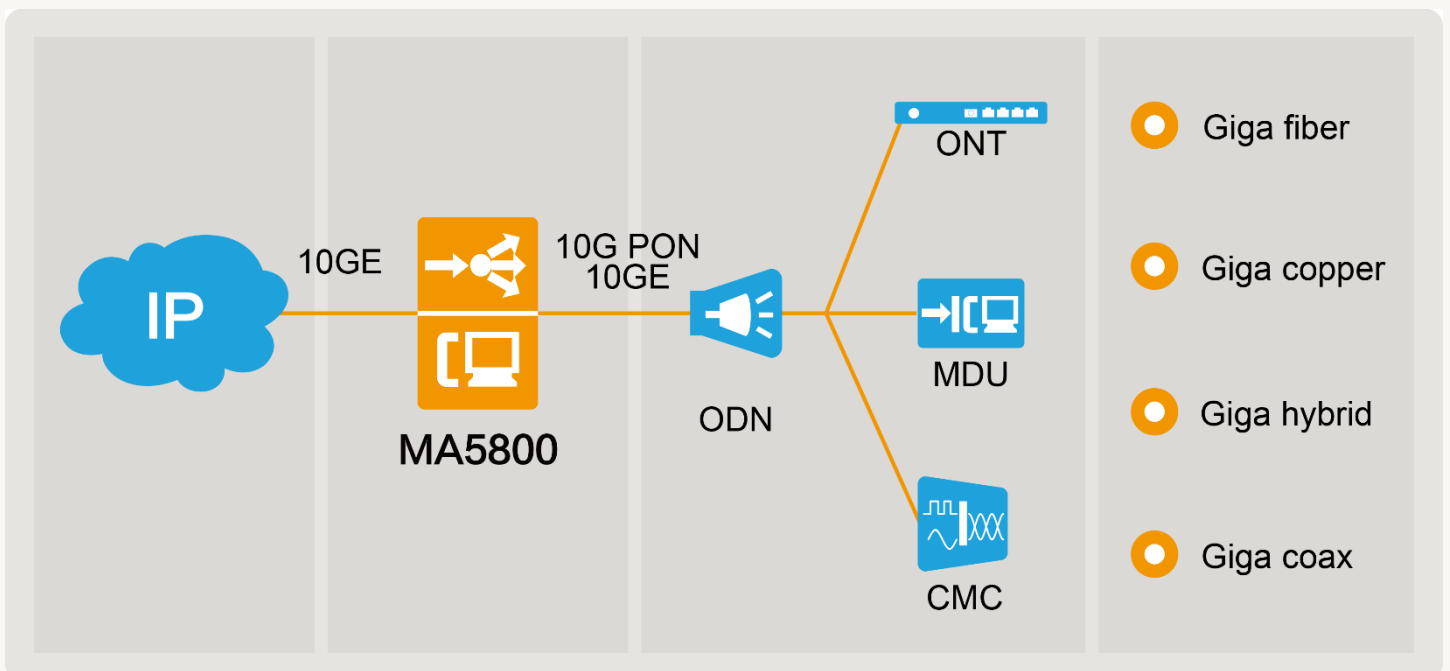 IP
10GE
MA5800
10G PON
10GE
ODN
ONT
MDU
CMC
Giga fiber
Giga copper
Giga hybrid
Giga coax